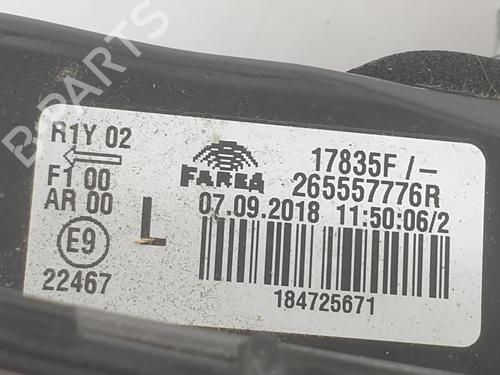 B-PARTS
R1Y 02
F1 00
AR 00
E9
22467
L
FARBA
17835F / -
265557776R
07.09.2018 11:50:06/2
184725671